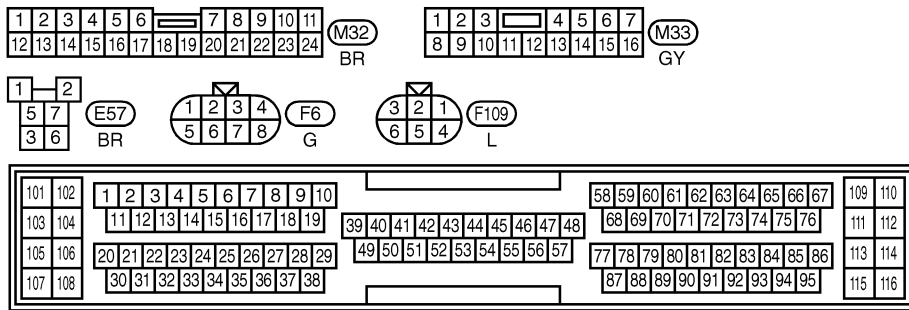 1 2 3 4 5 6 7 8 9 10 11
12 13 14 15 16 17 18 19 20 21 22 23 24
M32
BR
1 2 3 4 5 6 7
8 9 10 11 12 13 14 15 16
M33
GY
1 2
5 7
3 6
E57
BR
1 2 3 4
5 6 7 8
F6
G
3 2 1
6 5 4
F109
L
101 102
103 104
105 106
107 108
1 2 3 4 5 6 7 8 9 10
11 12 13 14 15 16 17 18 19
20 21 22 23 24 25 26 27 28 29
30 31 32 33 34 35 36 37 38
39 40 41 42 43 44 45 46 47 48
49 50 51 52 53 54 55 56 57
58 59 60 61 62 63 64 65 66 67
68 69 70 71 72 73 74 75 76
77 78 79 80 81 82 83 84 85 86
87 88 89 90 91 92 93 94 95
109 110
111 112
113 114
115 116